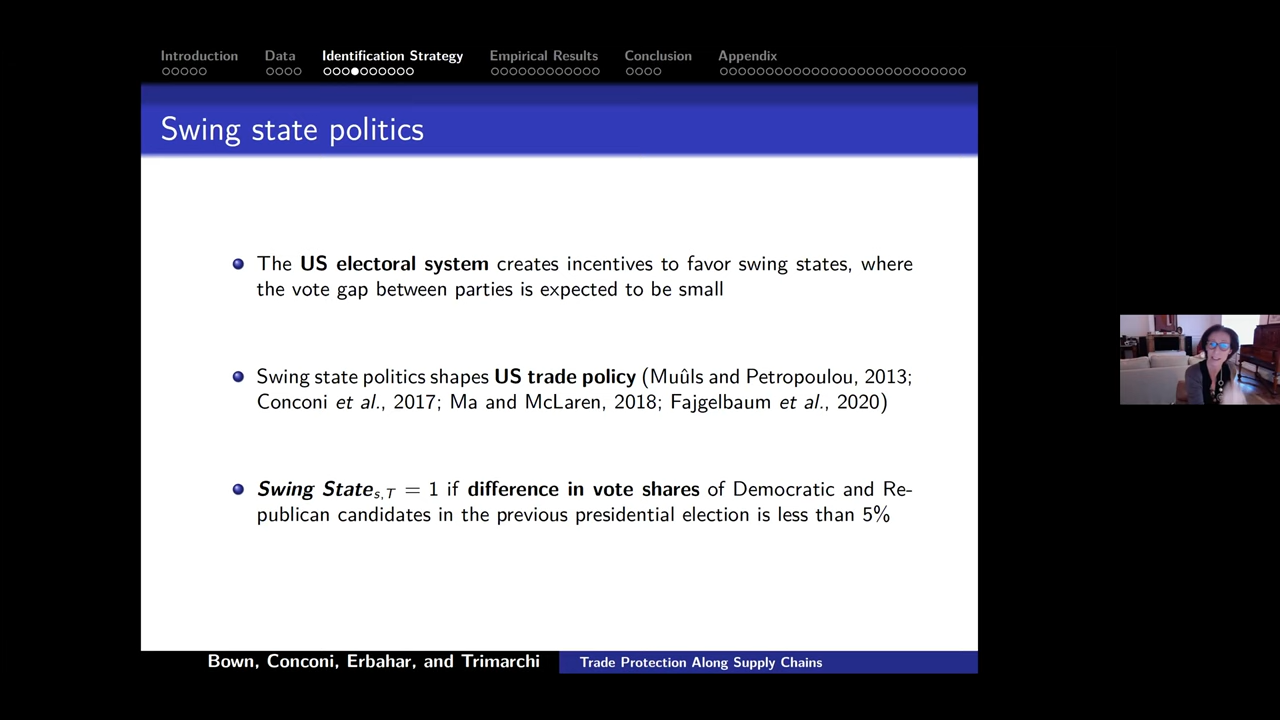 Introduction Data Identification Strategy Empirical Results Conclusion Appendix
Swing state politics
The US electoral system creates incentives to favor swing states, where
the vote gap between parties is expected to be small
Swing state politics shapes US trade policy (Muûls and Petropoulou, 2013;
Conconi et al., 2017; Ma and McLaren, 2018; Fajgelbaum et al., 2020)
Swing State s,T = 1 if difference in vote shares of Democratic and Re-
publican candidates in the previous presidential election is less than 5%
Bown, Conconi, Erbahar, and Trimarchi Trade Protection Along Supply Chains